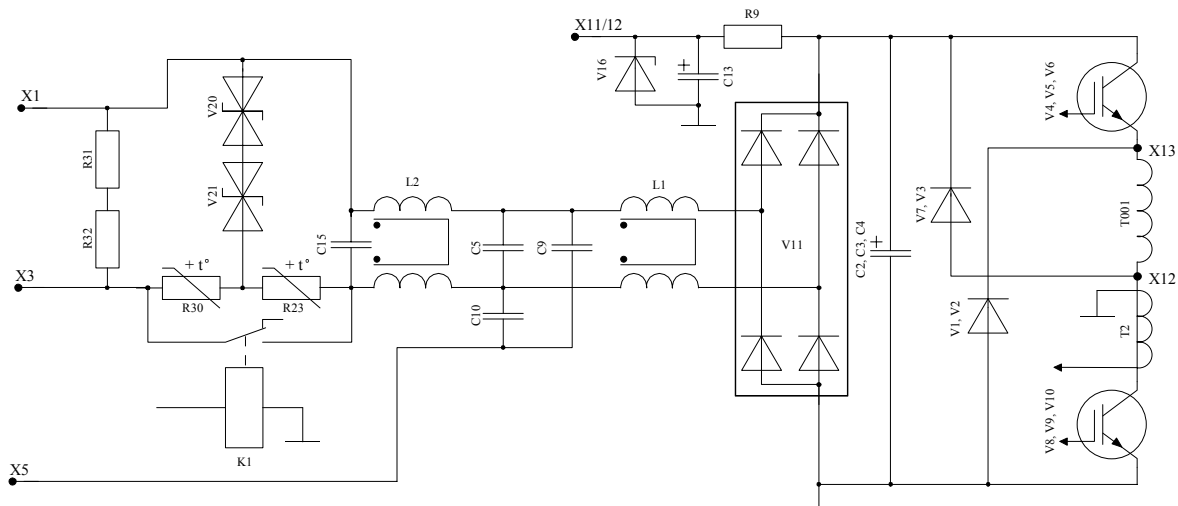 X11/12
R9
V16
+
C13
V4, V5, V6
X1
V20
R31
X13
L2
L1
V21
T001
V7, V3
R32
C15
C5
C9
V11
+
C2, C3, C4
X3
+ t°
+ t°
X12
R30
R23
C10
V1, V2
T2
V8, V9, V10
K1
X5